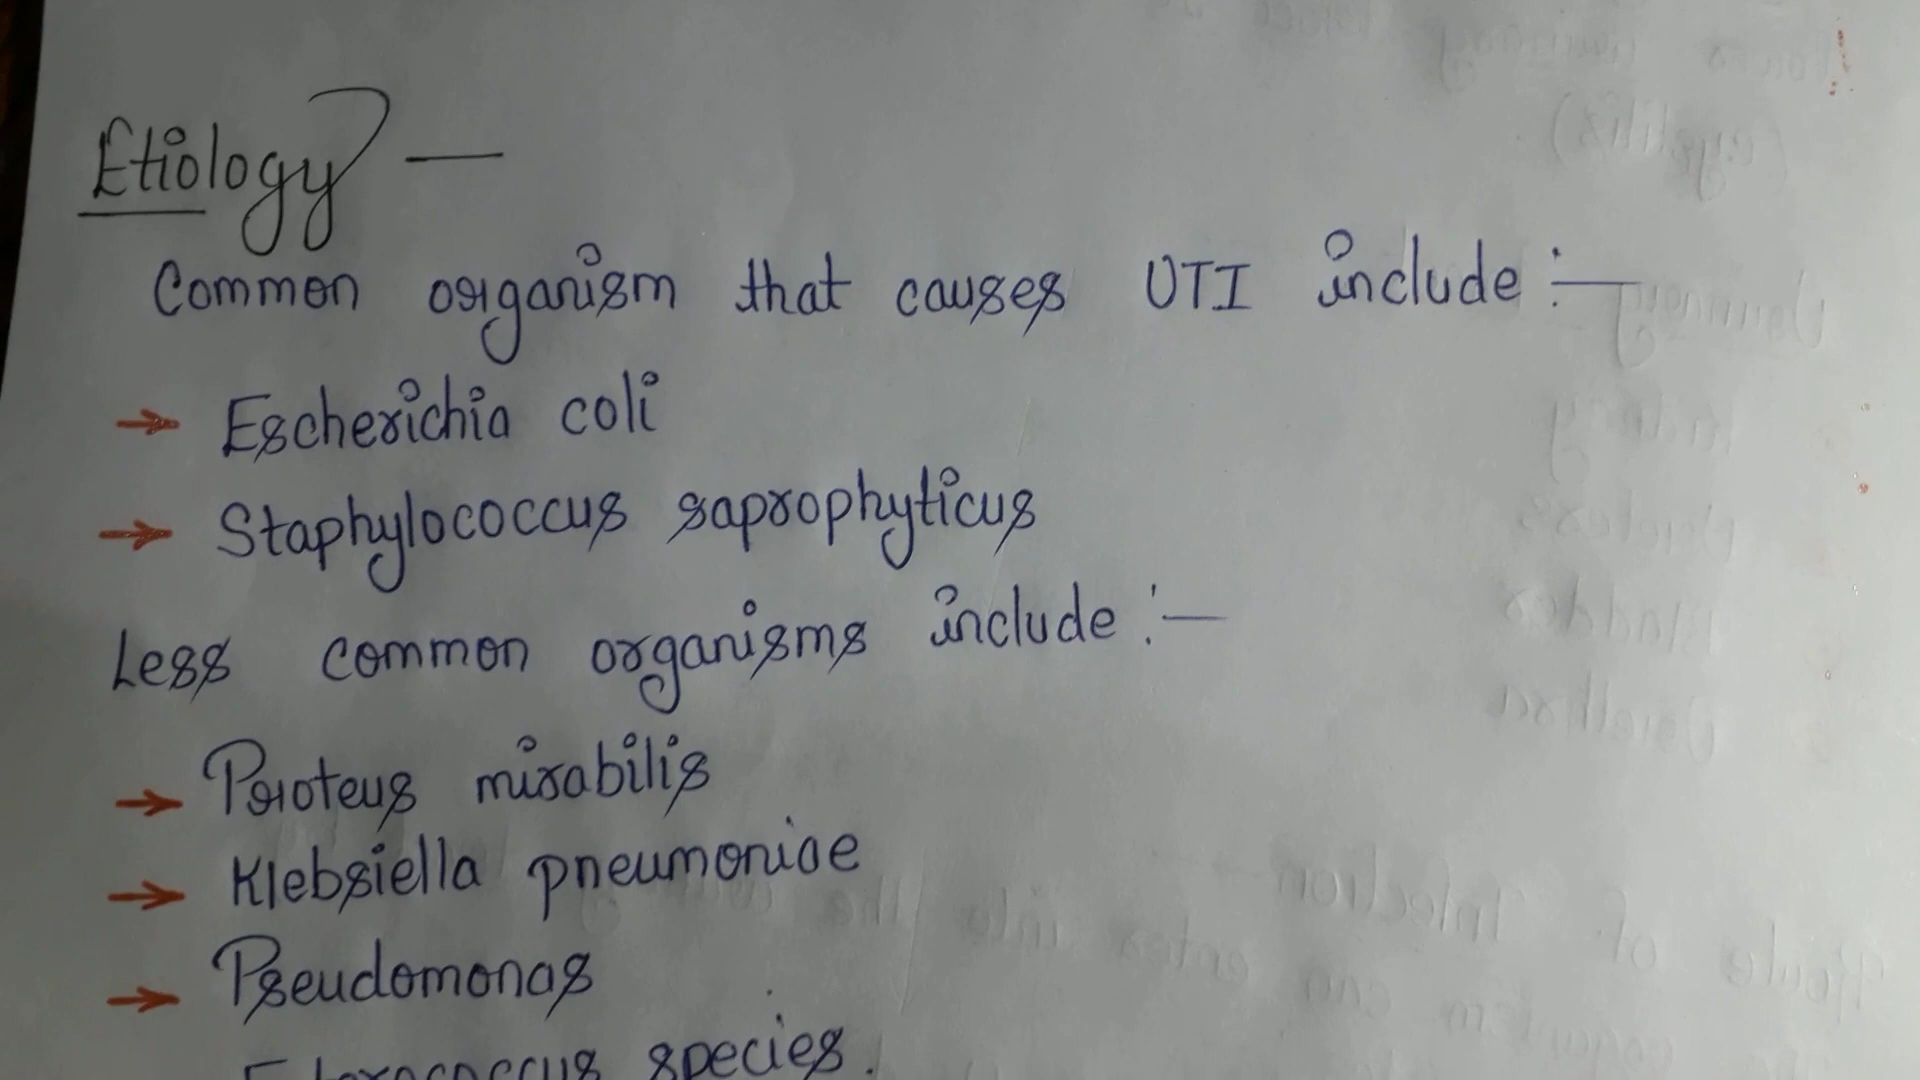 Etiology —
Common organism that causes UTI include :—
→ Escherichia coli
→ Staphylococcus saprophyticus
Less common organisms include :—
→ Proteus mirabilis
→ Klebsiella pneumoniae
→ Pseudomonas
species.